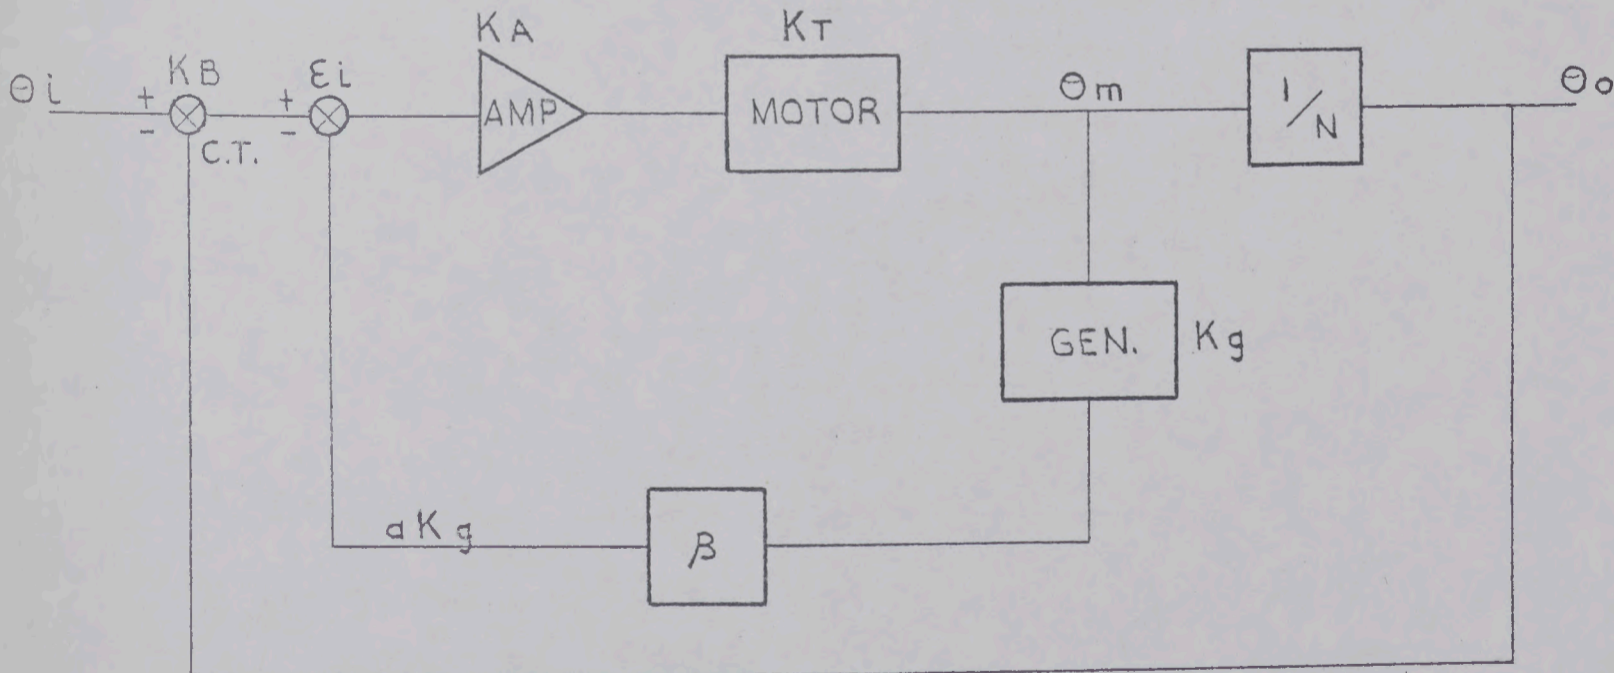 KA
KT
Θi
+
KB
-
C.T.
+
εi
-
AMP
MOTOR
Θm
1/N
Θo
GEN.
Kg
aKg
β